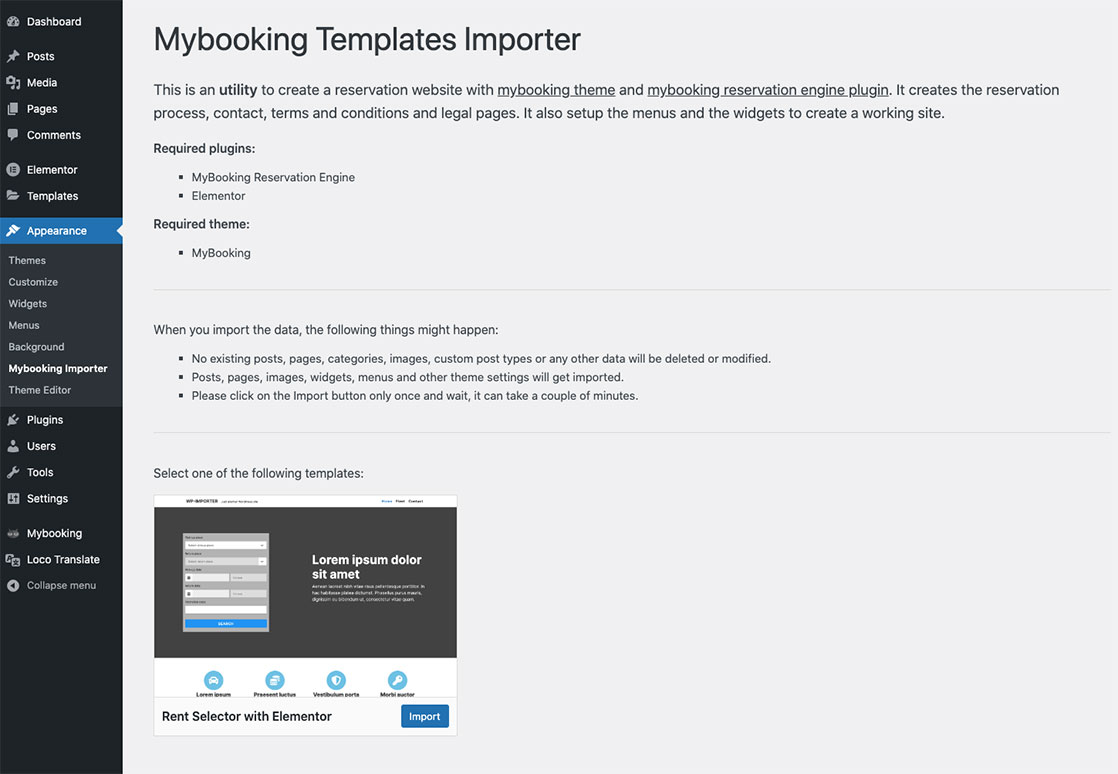 Dashboard
Posts
Media
Pages
Comments
Elementor
Templates
Appearance
Themes
Customize
Widgets
Menus
Background
Mybooking Importer
Theme Editor
Plugins
Users
Tools
Settings
Mybooking
Loco Translate
Collapse menu
Mybooking Templates Importer
This is an utility to create a reservation website with mybooking theme and mybooking reservation engine plugin. It creates the reservation
process, contact, terms and conditions and legal pages. It also setup the menus and the widgets to create a working site.
Required plugins:
MyBooking Reservation Engine
Elementor
Required theme:
MyBooking
When you import the data, the following things might happen:
No existing posts, pages, categories, images, custom post types or any other data will be deleted or modified.
Posts, pages, images, widgets, menus and other theme settings will get imported.
Please click on the Import button only once and wait, it can take a couple of minutes.
Select one of the following templates:
WP-IMPORTER
Home Fleet Contact
SEARCH
Lorem ipsum dolor
sit amet
Aenean laoreet nibh vitae risus pellentesque porttitor. In
hac habitasse platea dictumst. Phasellus purus mauris,
dignissim eu bibendum ut, consectetur vitae quam.
Lorem ipsum Praesent luctus Vestibulum porta Morbi auctor
Rent Selector with Elementor
Import